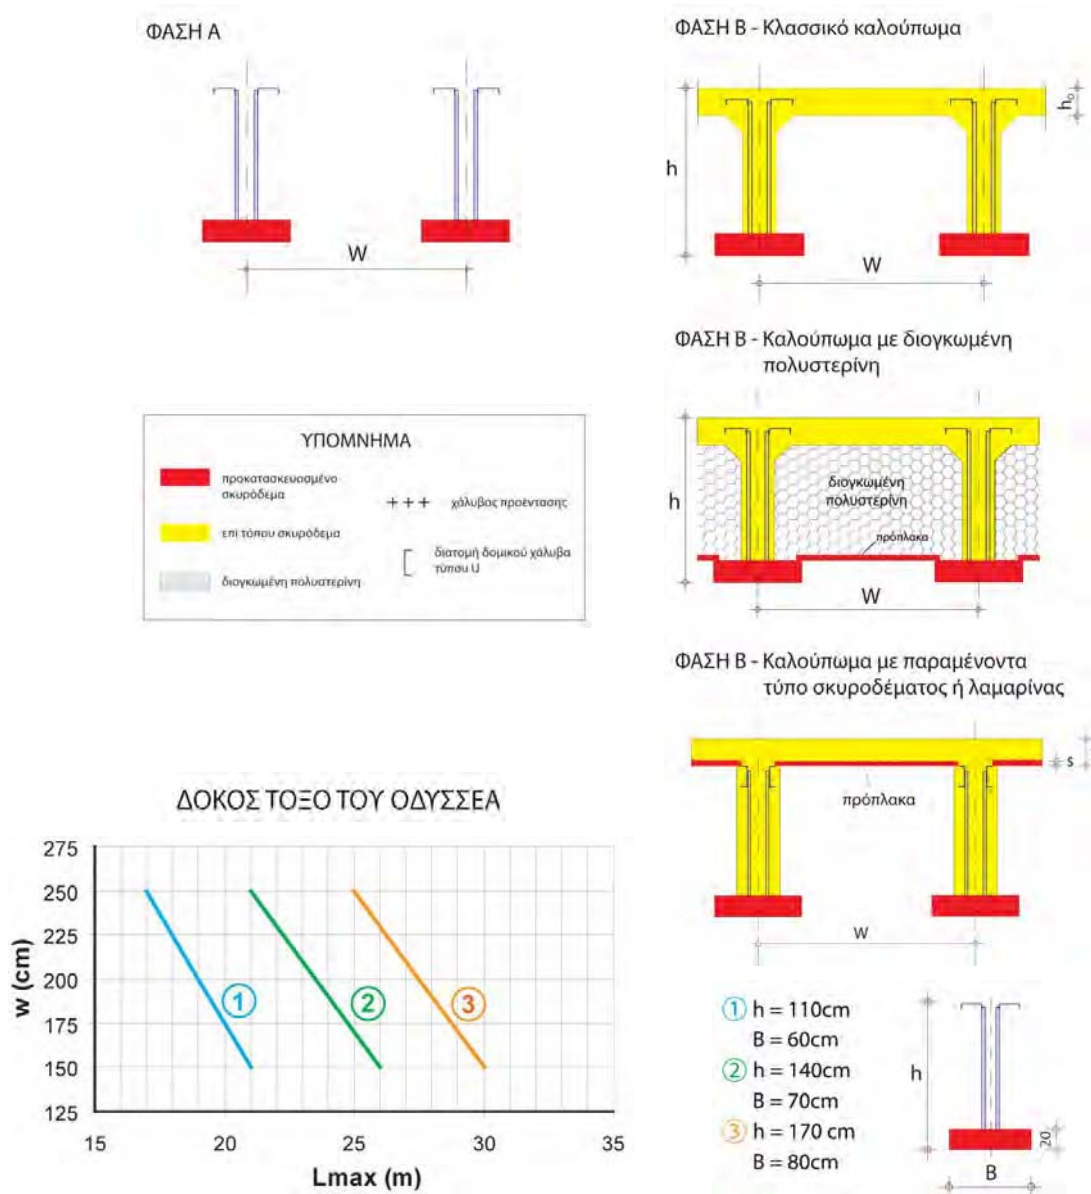 ΦΑΣΗ Α
W
ΦΑΣΗ Β - Κλασσικό καλούπωμα
h
h₀
W
ΦΑΣΗ Β - Καλούπωμα με διογκωμένη
πολυστερίνη
h
διογκωμένη
πολυστερίνη
πρόπλακα
W
ΥΠΟΜΝΗΜΑ
προκατασκευασμένο
σκυρόδεμα
επί τόπου σκυρόδεμα
διογκωμένη πολυστερίνη
+++ χάλυβας προέντασης
διατομή δομικού χάλυβα
τύπου U
ΦΑΣΗ Β - Καλούπωμα με παραμένοντα
τύπο σκυροδέματος ή λαμαρίνας
s
πρόπλακα
W
ΔΟΚΟΣ ΤΟΞΟ ΤΟΥ ΟΔΥΣΣΕΑ
w (cm)
275
250
225
200
175
150
125
1
2
3
15 20 25 30 35
Lmax (m)
1 h = 110cm
B = 60cm
2 h = 140cm
B = 70cm
3 h = 170 cm
B = 80cm
h
20
B